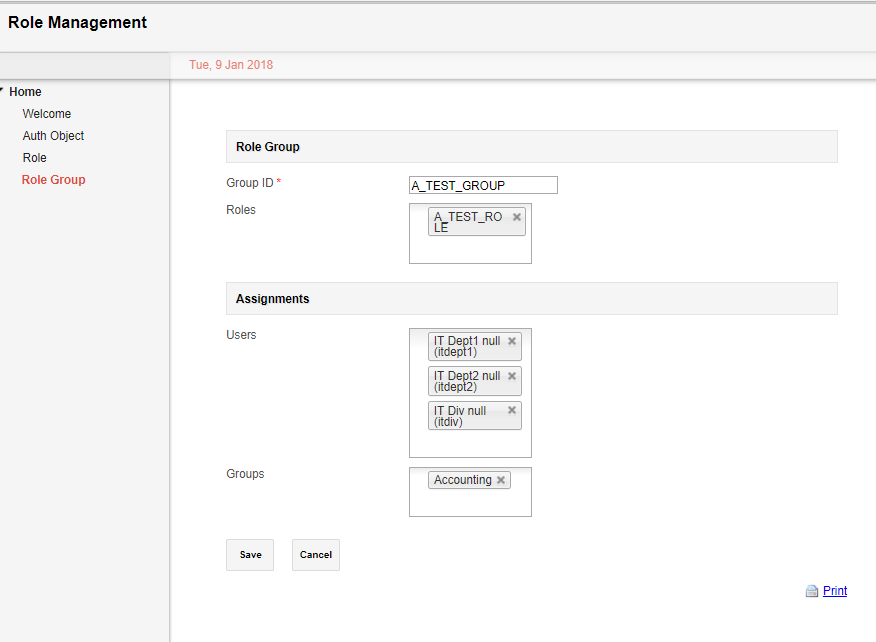 Role Management
Tue, 9 Jan 2018
Home
Welcome
Auth Object
Role
Role Group
Role Group
Group ID *
A_TEST_GROUP
Roles
A_TEST_RO
LE
Assignments
Users
IT Dept1 null
(itdept1)
IT Dept2 null
(itdept2)
IT Div null
(itdiv)
Groups
Accounting
Save
Cancel
Print